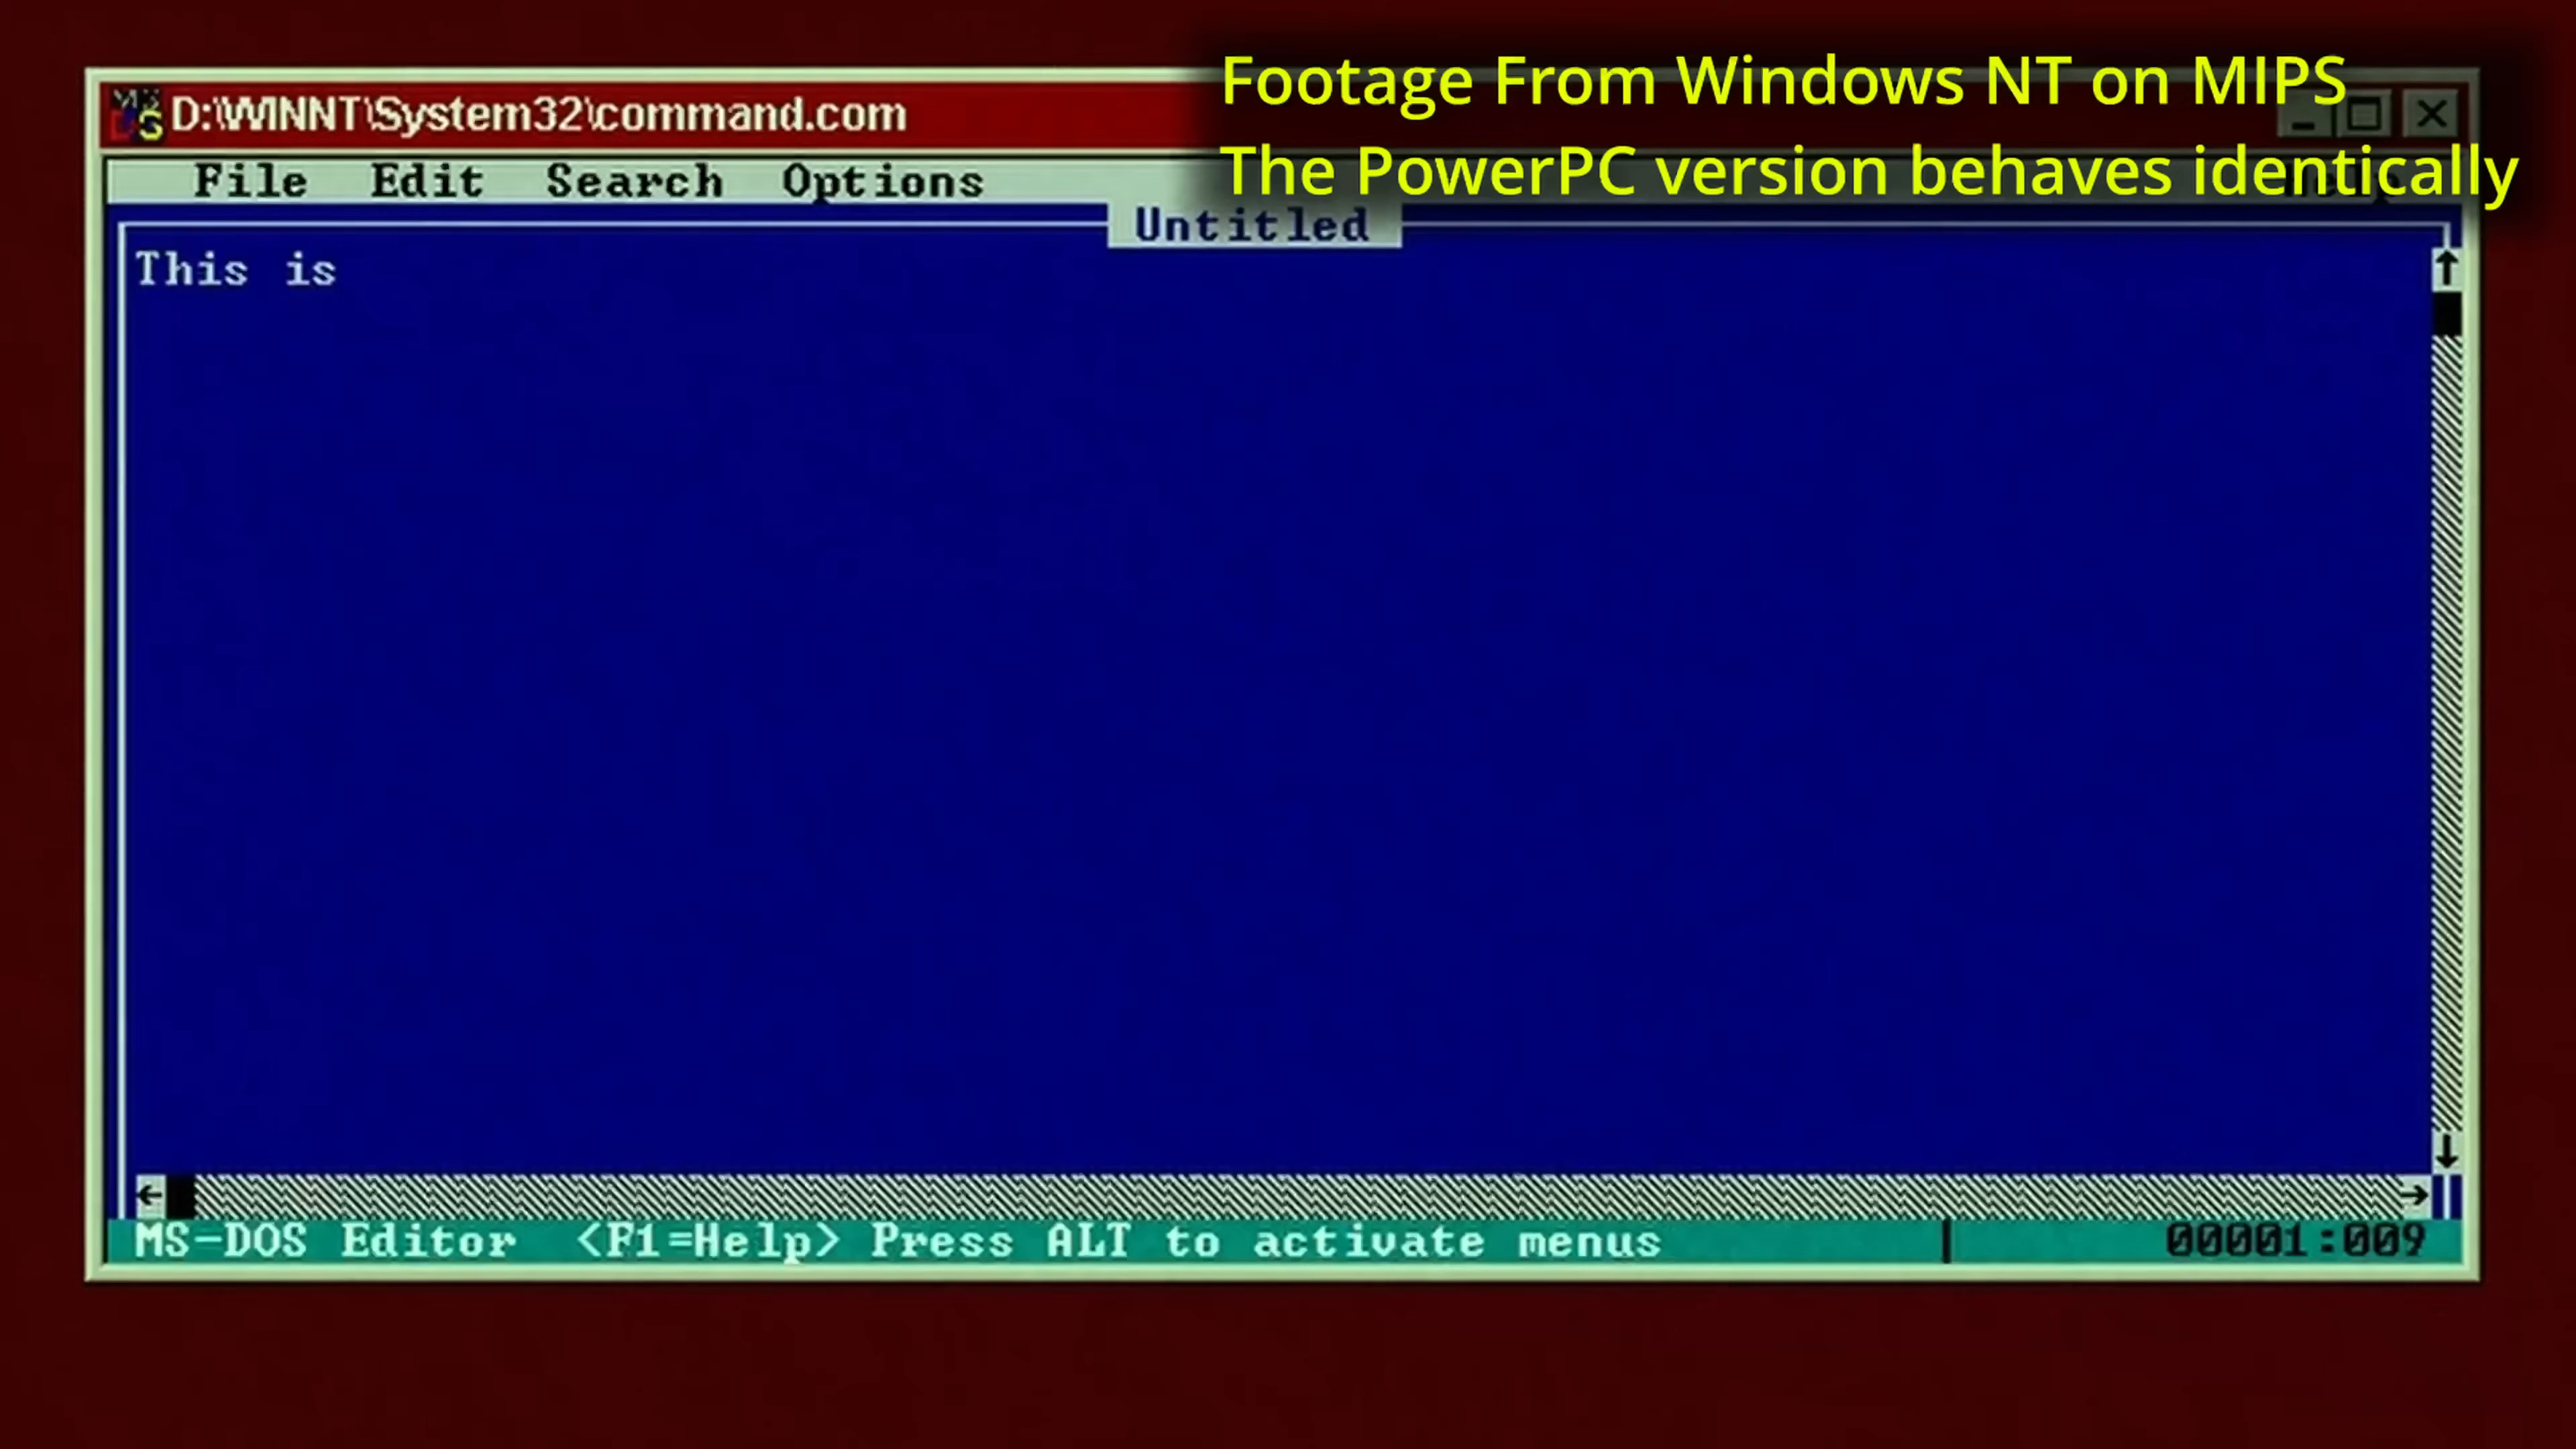 Footage From Windows NT on MIPS
The PowerPC version behaves identically
D:\WINNT\System32\command.com
File Edit Search Options Help
Untitled
This is
MS-DOS Editor <F1=Help> Press ALT to activate menus 00001:009